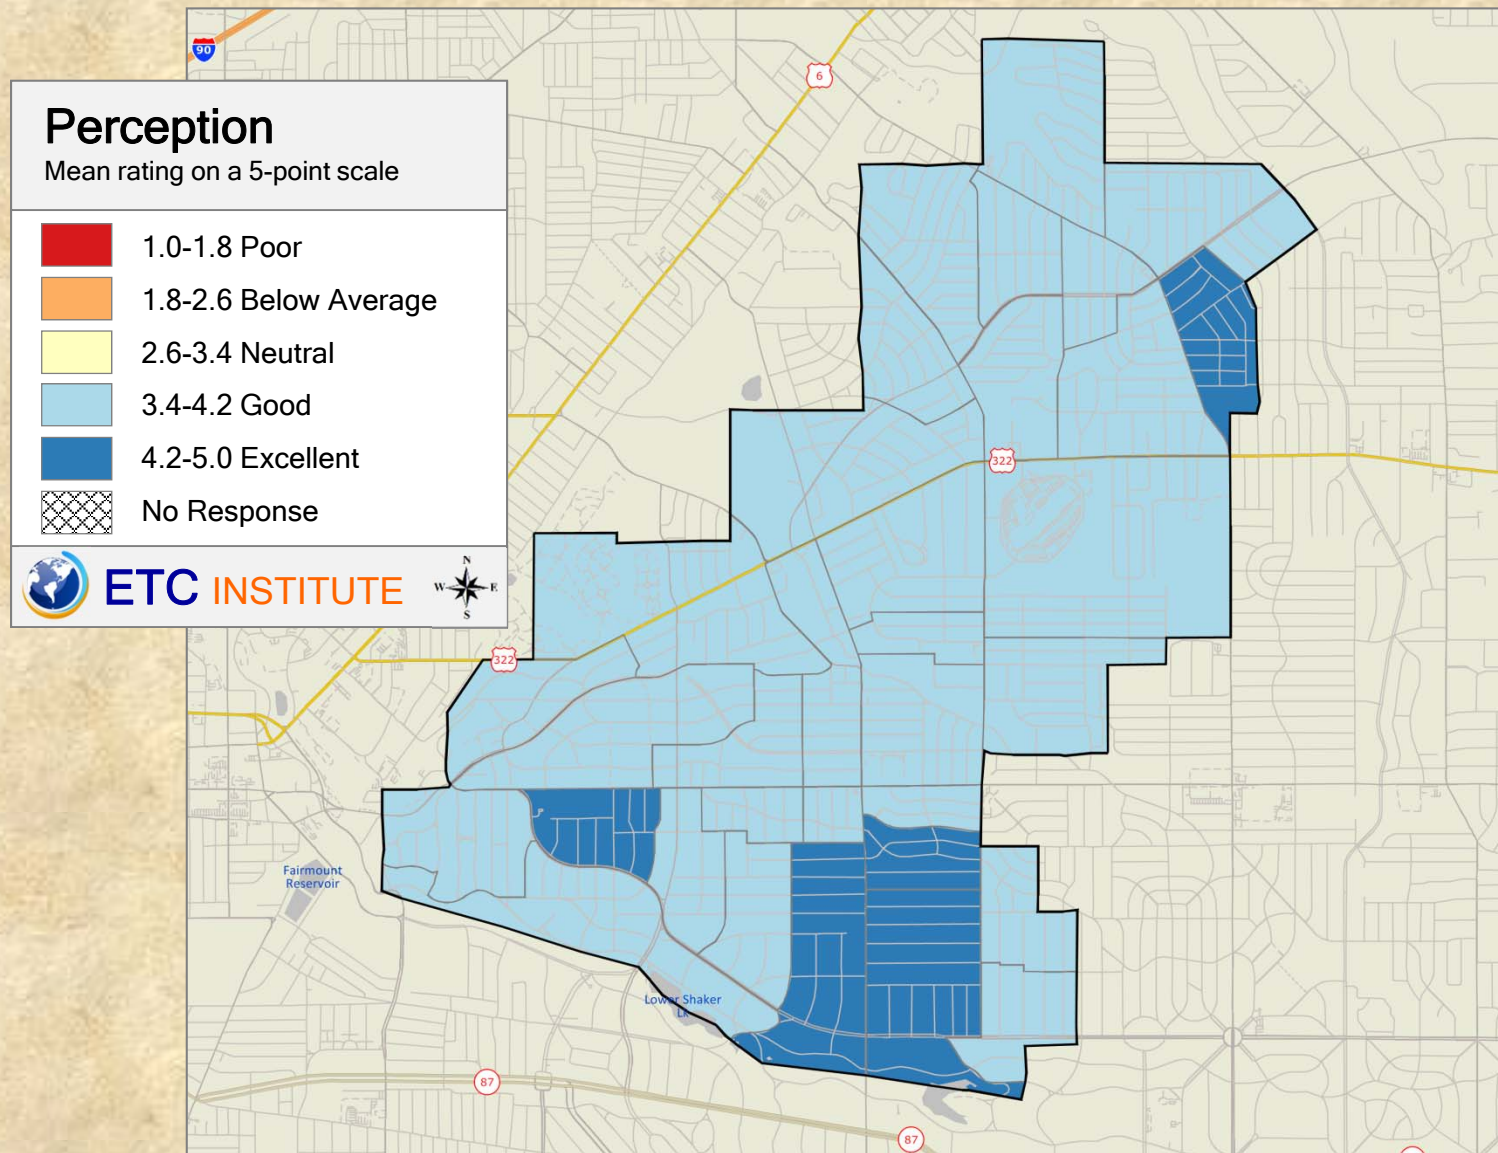 90
6
Perception
Mean rating on a 5-point scale
1.0-1.8 Poor
1.8-2.6 Below Average
2.6-3.4 Neutral
3.4-4.2 Good
4.2-5.0 Excellent
No Response
ETC INSTITUTE
N
W E
S
322
322
Fairmount
Reservoir
Lower Shaker
Lk
87
87